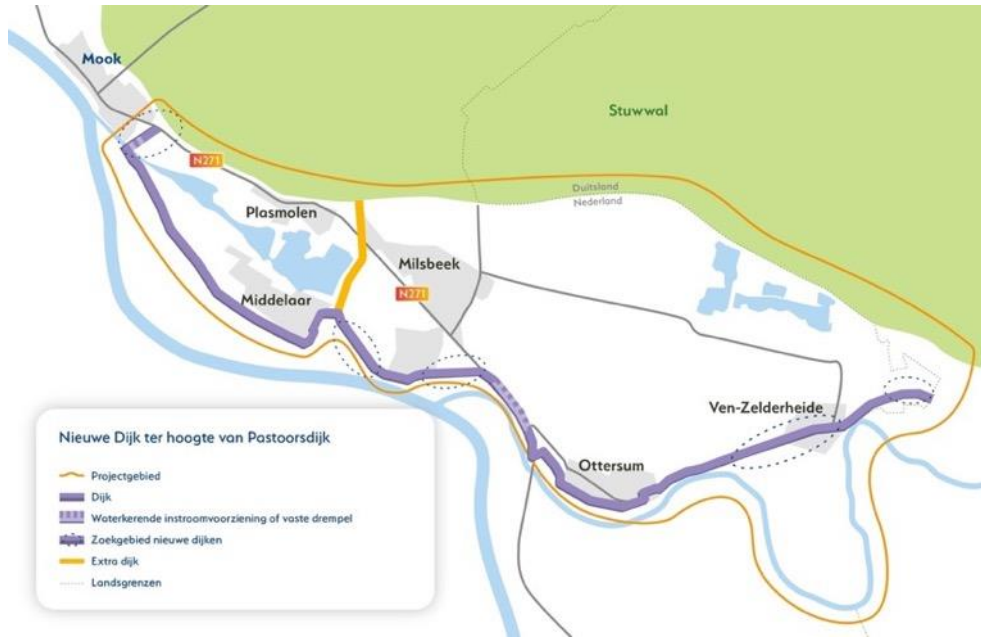 Mook
Stuwwal
N271
Duitsland
Nederland
Plasmolen
Milsbeek
N271
Middelaar
Ven-Zelderheide
Ottersum
Nieuwe Dijk ter hoogte van Pastoorsdijk
Projectgebied
Dijk
Waterkerende instroomvoorziening of vaste drempel
Zoekgebied nieuwe dijken
Extra dijk
Landsgrenzen